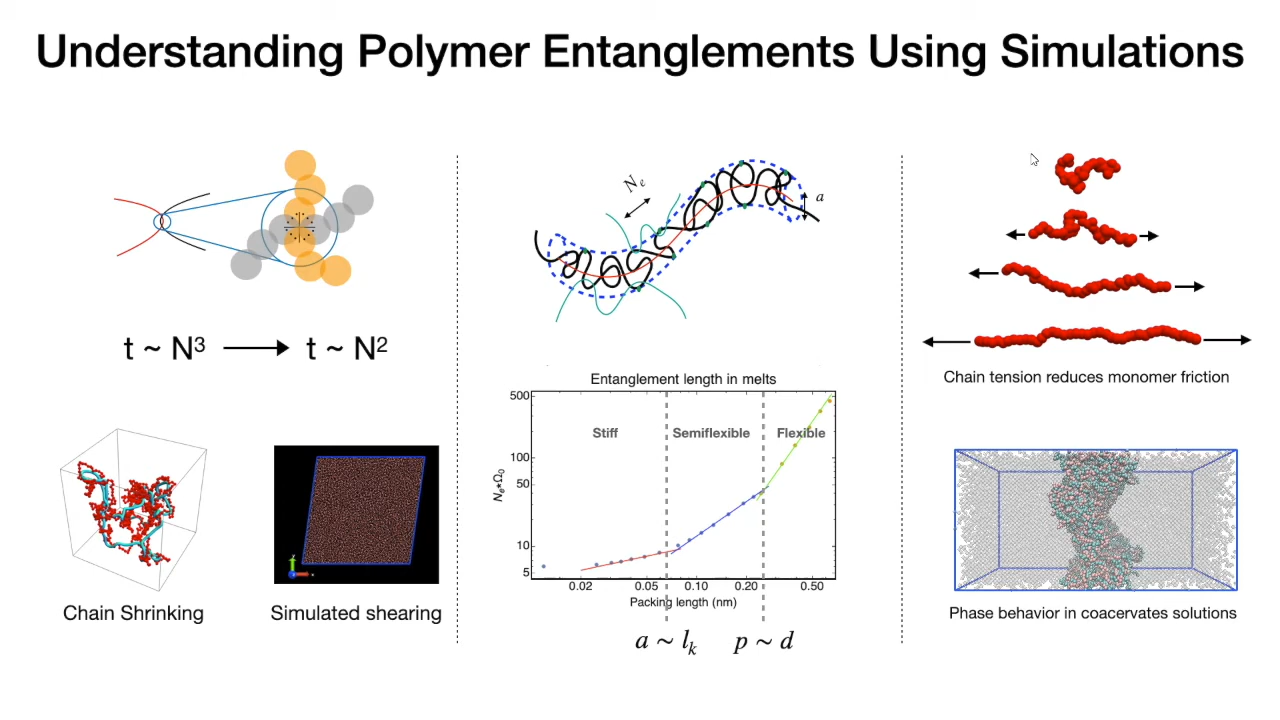 Understanding Polymer Entanglements Using Simulations
t ~ N³ ⟶ t ~ N²
Chain Shrinking
Simulated shearing
Nₑ
a
Entanglement length in melts
500
100
50
10
5
Nₑ*Ω₀
Stiff
Semiflexible
Flexible
0.02
0.05
0.10
0.20
0.50
Packing length (nm)
a ~ lₖ
p ~ d
Chain tension reduces monomer friction
Phase behavior in coacervates solutions